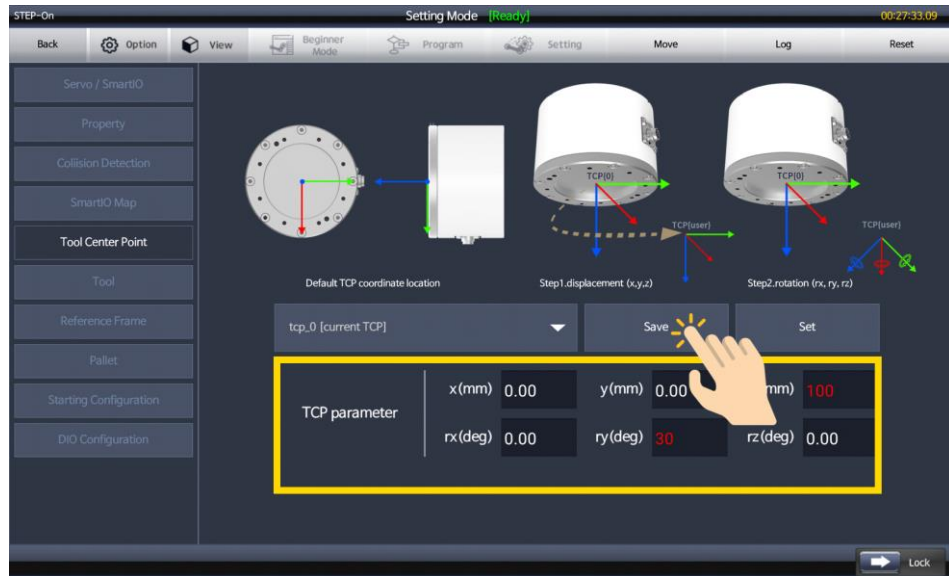 STEP-On Setting Mode [Ready] 00:27:33.09
Back Option View Beginner Mode Program Setting Move Log Reset
Servo / SmartIO
Property
Collision Detection
SmartIO Map
Tool Center Point
Tool
Reference Frame
Pallet
Starting Configuration
DIO Configuration
TCP(0) TCP(0)
TCP(user) TCP(user)
Default TCP coordinate location Step1.displacement (x,y,z) Step2.rotation (rx, ry, rz)
tcp_0 [current TCP] Save Set
TCP parameter
x(mm) 0.00 y(mm) 0.00 mm) 100
rx(deg) 0.00 ry(deg) 30 rz(deg) 0.00
Lock